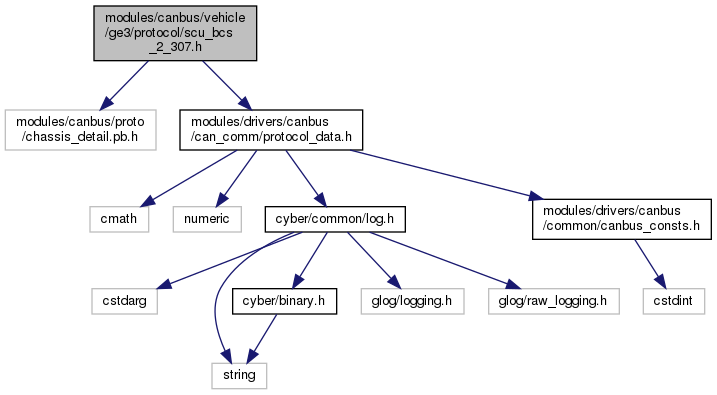 modules/canbus/vehicle
/ge3/protocol/scu_bcs
_2_307.h
modules/canbus/proto
/chassis_detail.pb.h
modules/drivers/canbus
/can_comm/protocol_data.h
cmath
numeric
cyber/common/log.h
modules/drivers/canbus
/common/canbus_consts.h
cstdarg
cyber/binary.h
glog/logging.h
glog/raw_logging.h
cstdint
string